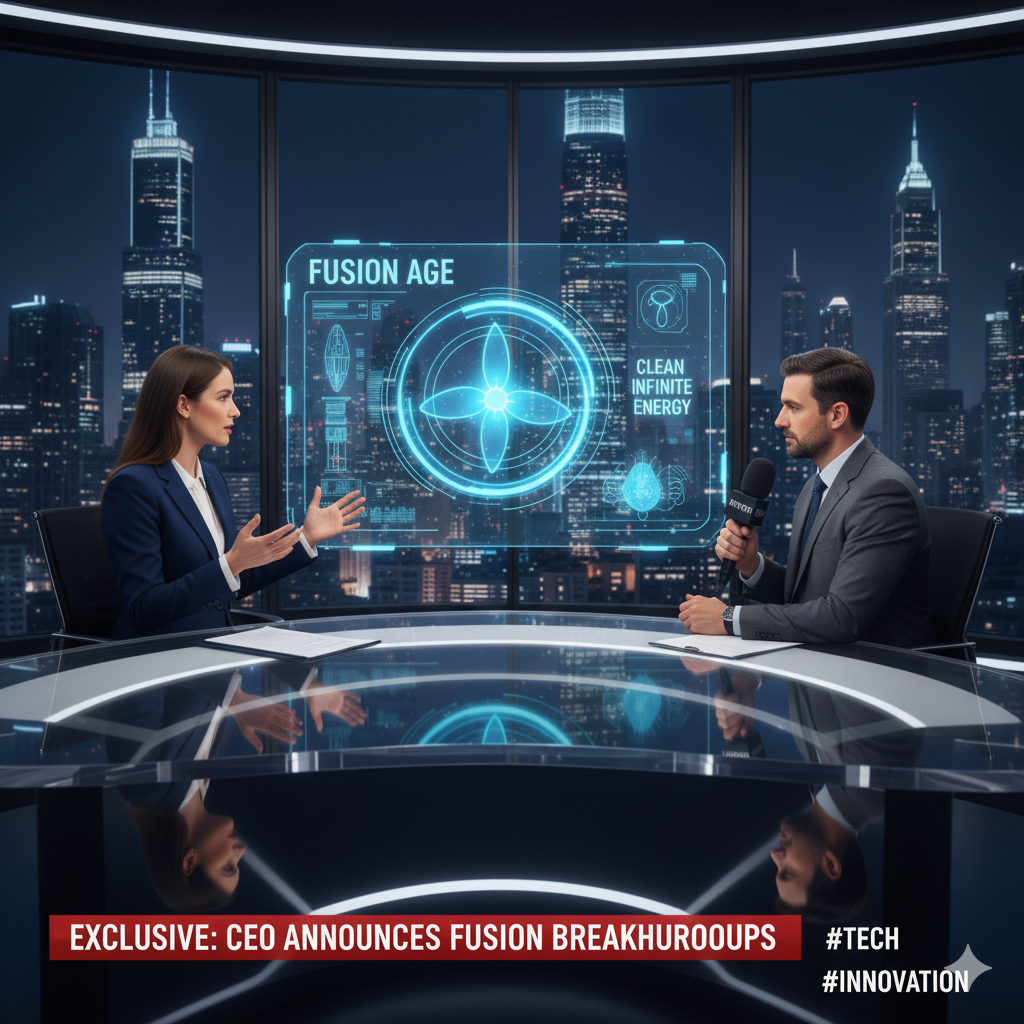 FUSION AGE
CLEAN
INFINITE
ENERGY
EXCLUSIVE: CEO ANNOUNCES FUSION BREAKHUROOUPS
#TECH
#INNOVATION